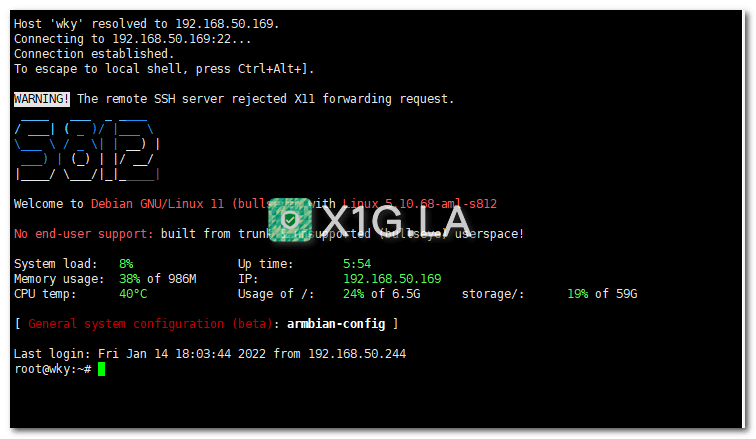 Host 'wky' resolved to 192.168.50.169.
Connecting to 192.168.50.169:22...
Connection established.
To escape to local shell, press Ctrl+Alt+].
WARNING! The remote SSH server rejected X11 forwarding request.
S812
Welcome to Debian GNU/Linux 11 (bullseye) with Linux 5.10.68-aml-s812
X1G.LA
No end-user support: built from trunk & unsupported (bullseye) userspace!
System load: 8% Up time: 5:54
Memory usage: 38% of 986M IP: 192.168.50.169
CPU temp: 40°C Usage of /: 24% of 6.5G storage/: 19% of 59G
[ General system configuration (beta): armbian-config ]
Last login: Fri Jan 14 18:03:44 2022 from 192.168.50.244
root@wky:~#